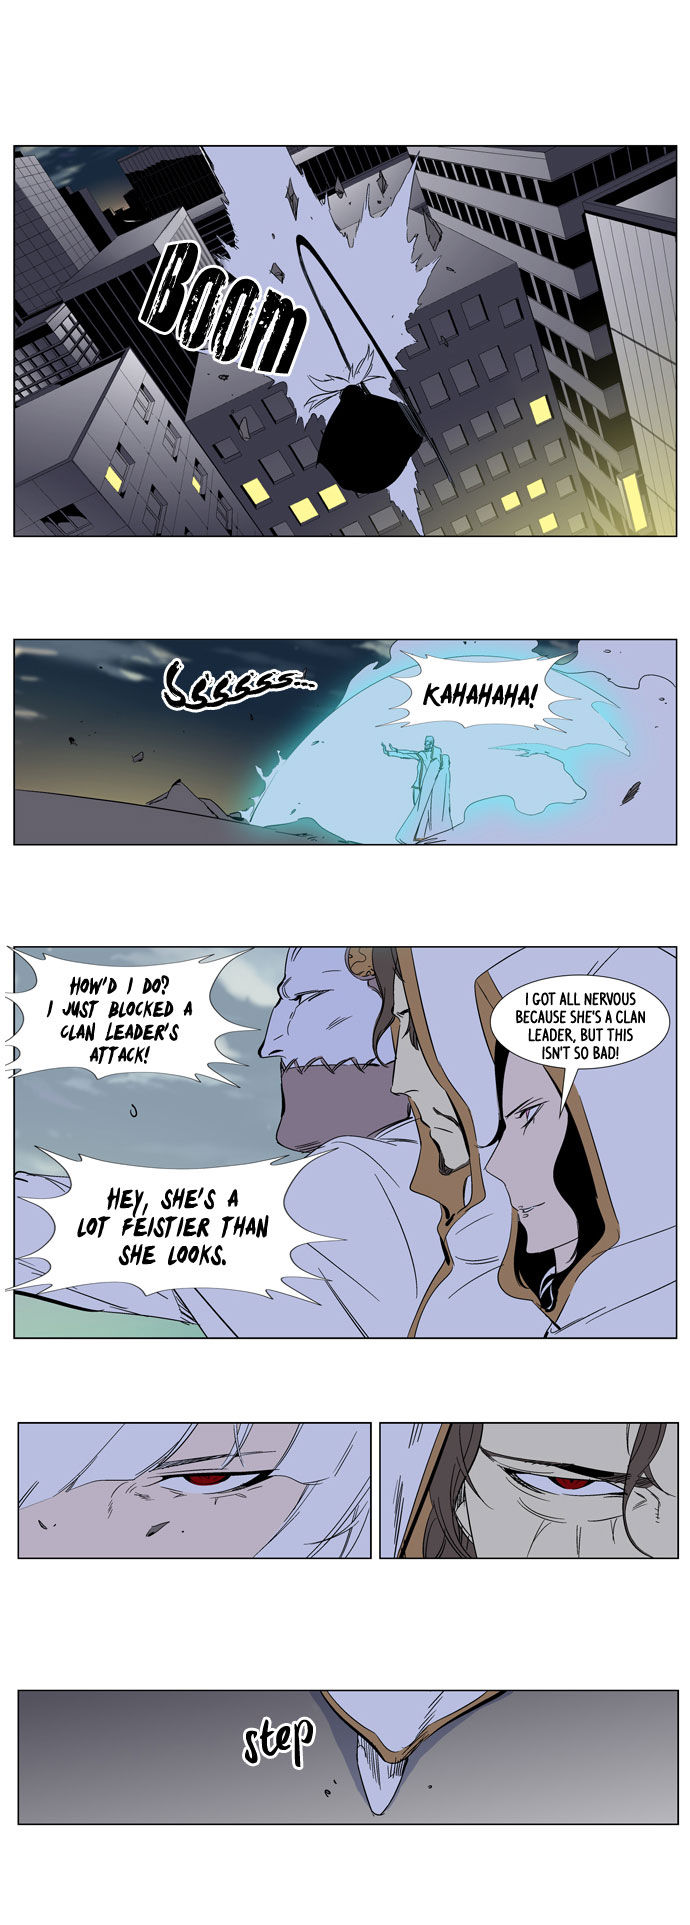 BOOM
Ssssss...
KAHAHAHA!
HOW'D I DO?
I JUST BLOCKED A
CLAN LEADER'S
ATTACK!
I GOT ALL NERVOUS
BECAUSE SHE'S A CLAN
LEADER, BUT THIS
ISN'T SO BAD!
HEY, SHE'S A
LOT FEISTIER THAN
SHE LOOKS.
step